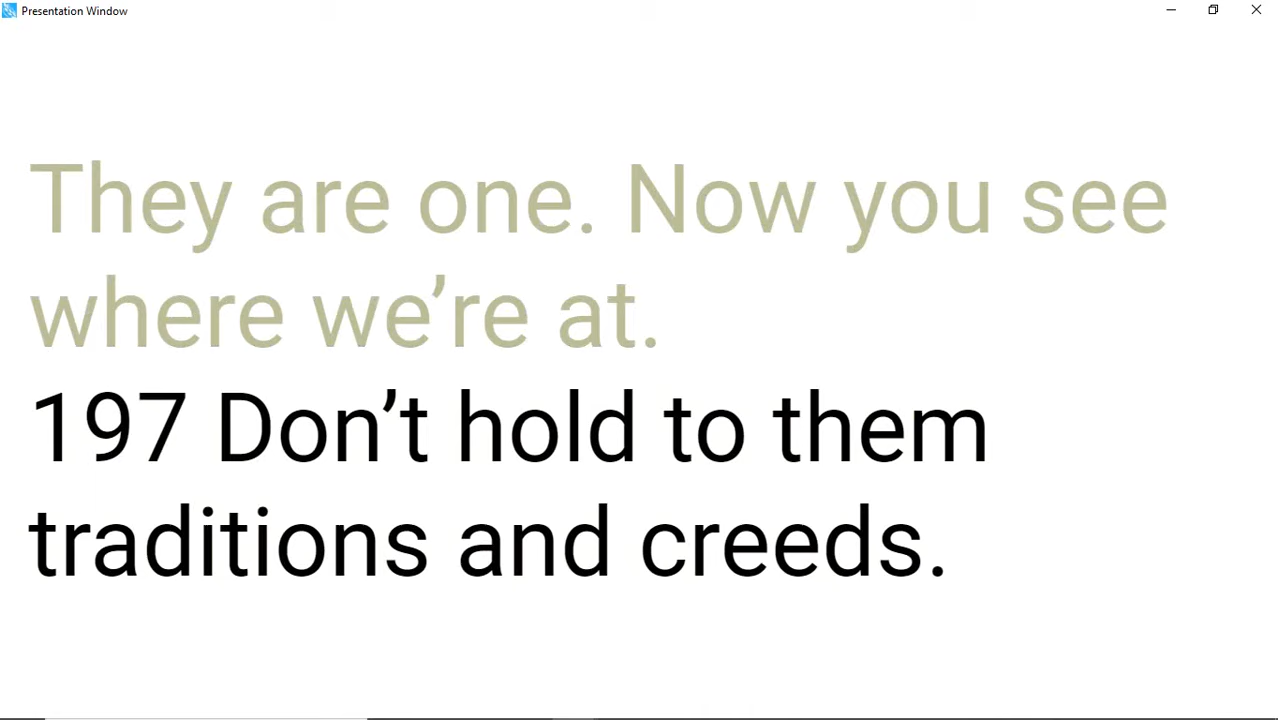 Presentation Window
They are one. Now you see
where we’re at.
197 Don’t hold to them
traditions and creeds.